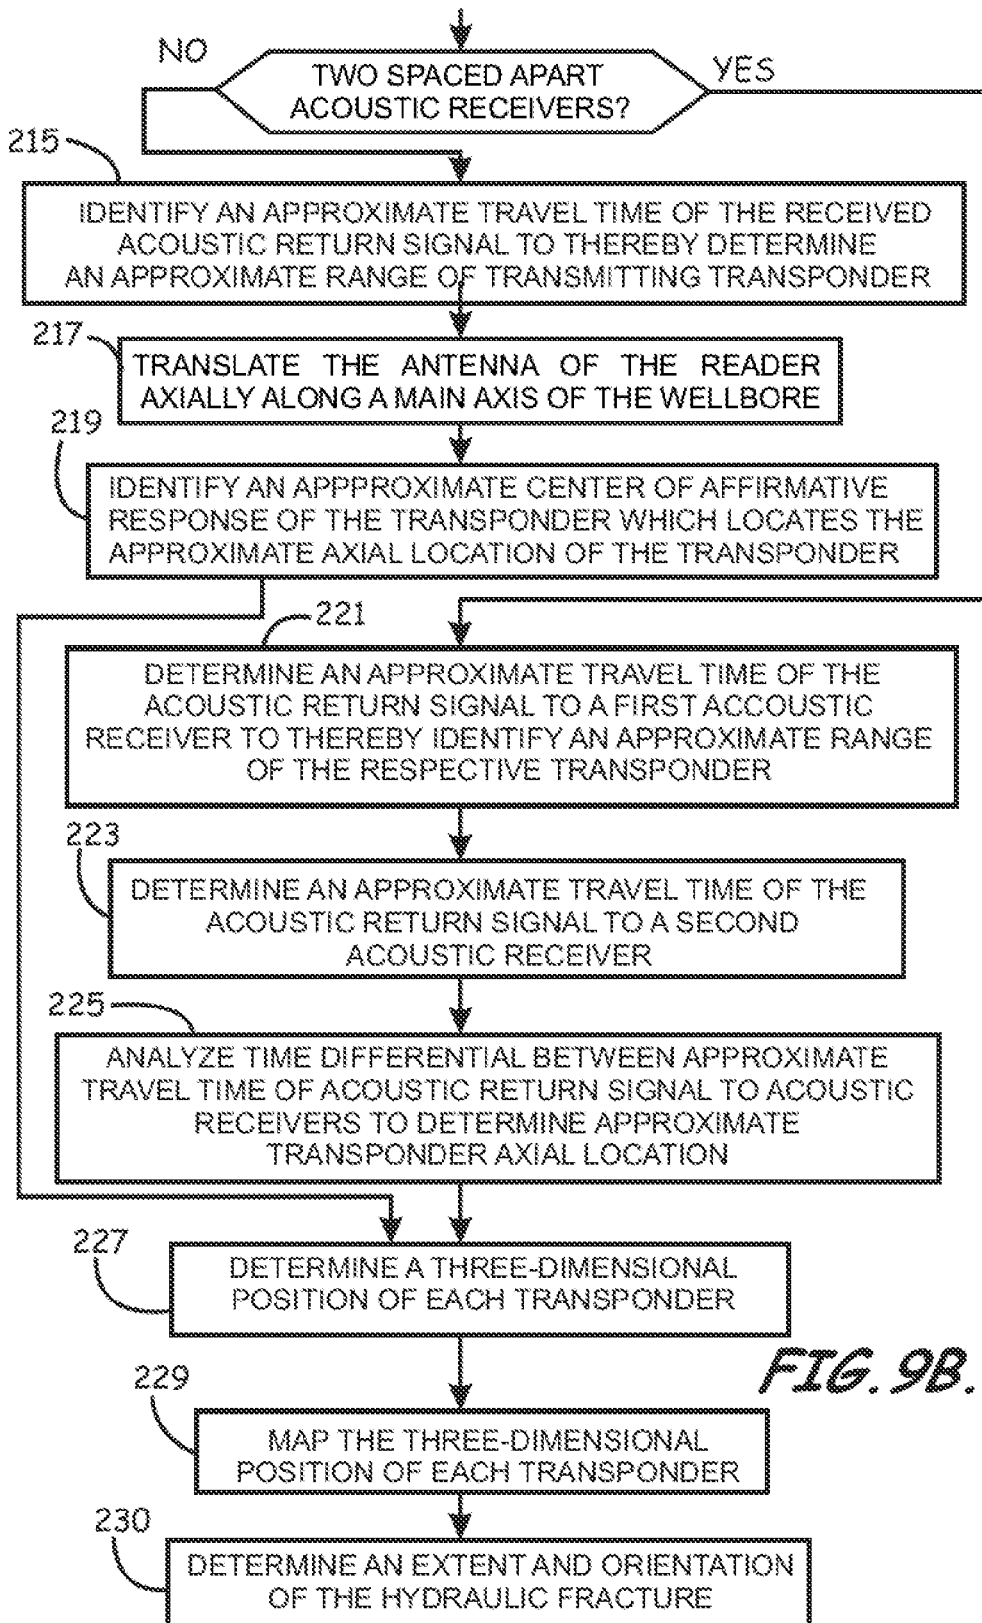 NO
TWO SPACED APART
ACOUSTIC RECEIVERS?
YES
215
IDENTIFY AN APPROXIMATE TRAVEL TIME OF THE RECEIVED
ACOUSTIC RETURN SIGNAL TO THEREBY DETERMINE
AN APPROXIMATE RANGE OF TRANSMITTING TRANSPONDER
217
TRANSLATE THE ANTENNA OF THE READER
AXIALLY ALONG A MAIN AXIS OF THE WELLBORE
219
IDENTIFY AN APPPROXIMATE CENTER OF AFFIRMATIVE
RESPONSE OF THE TRANSPONDER WHICH LOCATES THE
APPROXIMATE AXIAL LOCATION OF THE TRANSPONDER
221
DETERMINE AN APPROXIMATE TRAVEL TIME OF THE
ACOUSTIC RETURN SIGNAL TO A FIRST ACCOUSTIC
RECEIVER TO THEREBY IDENTIFY AN APPROXIMATE RANGE
OF THE RESPECTIVE TRANSPONDER
223
DETERMINE AN APPROXIMATE TRAVEL TIME OF THE
ACOUSTIC RETURN SIGNAL TO A SECOND
ACOUSTIC RECEIVER
225
ANALYZE TIME DIFFERENTIAL BETWEEN APPROXIMATE
TRAVEL TIME OF ACOUSTIC RETURN SIGNAL TO ACOUSTIC
RECEIVERS TO DETERMINE APPROXIMATE
TRANSPONDER AXIAL LOCATION
227
DETERMINE A THREE-DIMENSIONAL
POSITION OF EACH TRANSPONDER
FIG. 9B.
229
MAP THE THREE-DIMENSIONAL
POSITION OF EACH TRANSPONDER
230
DETERMINE AN EXTENT AND ORIENTATION
OF THE HYDRAULIC FRACTURE